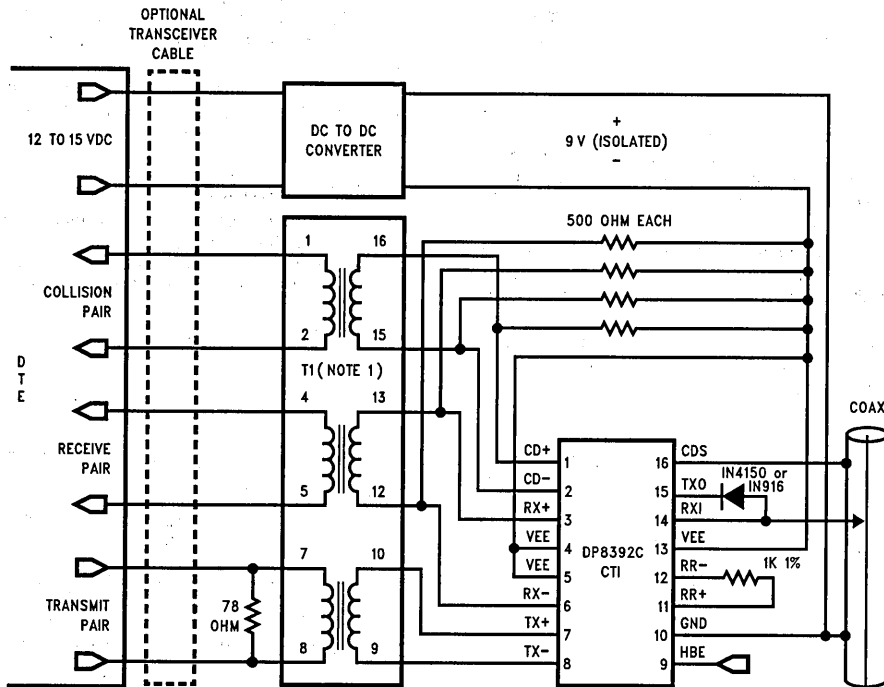 OPTIONAL
TRANSCEIVER
CABLE
12 TO 15 VDC
DC TO DC
CONVERTER
+
9 V (ISOLATED)
−
500 OHM EACH
1
16
COLLISION
PAIR
2
15
D
T
E
T1 (NOTE 1)
4
13
RECEIVE
PAIR
5
12
7
10
TRANSMIT
PAIR
78
OHM
8
9
COAX
CD+
1
CD-
2
RX+
3
VEE
4
VEE
5
RX-
6
TX+
7
TX-
8
DP8392C
CTI
16
CDS
15
TXO
IN4150 or
IN916
14
RXI
13
VEE
12
RR-
1K 1%
11
RR+
10
GND
9
HBE